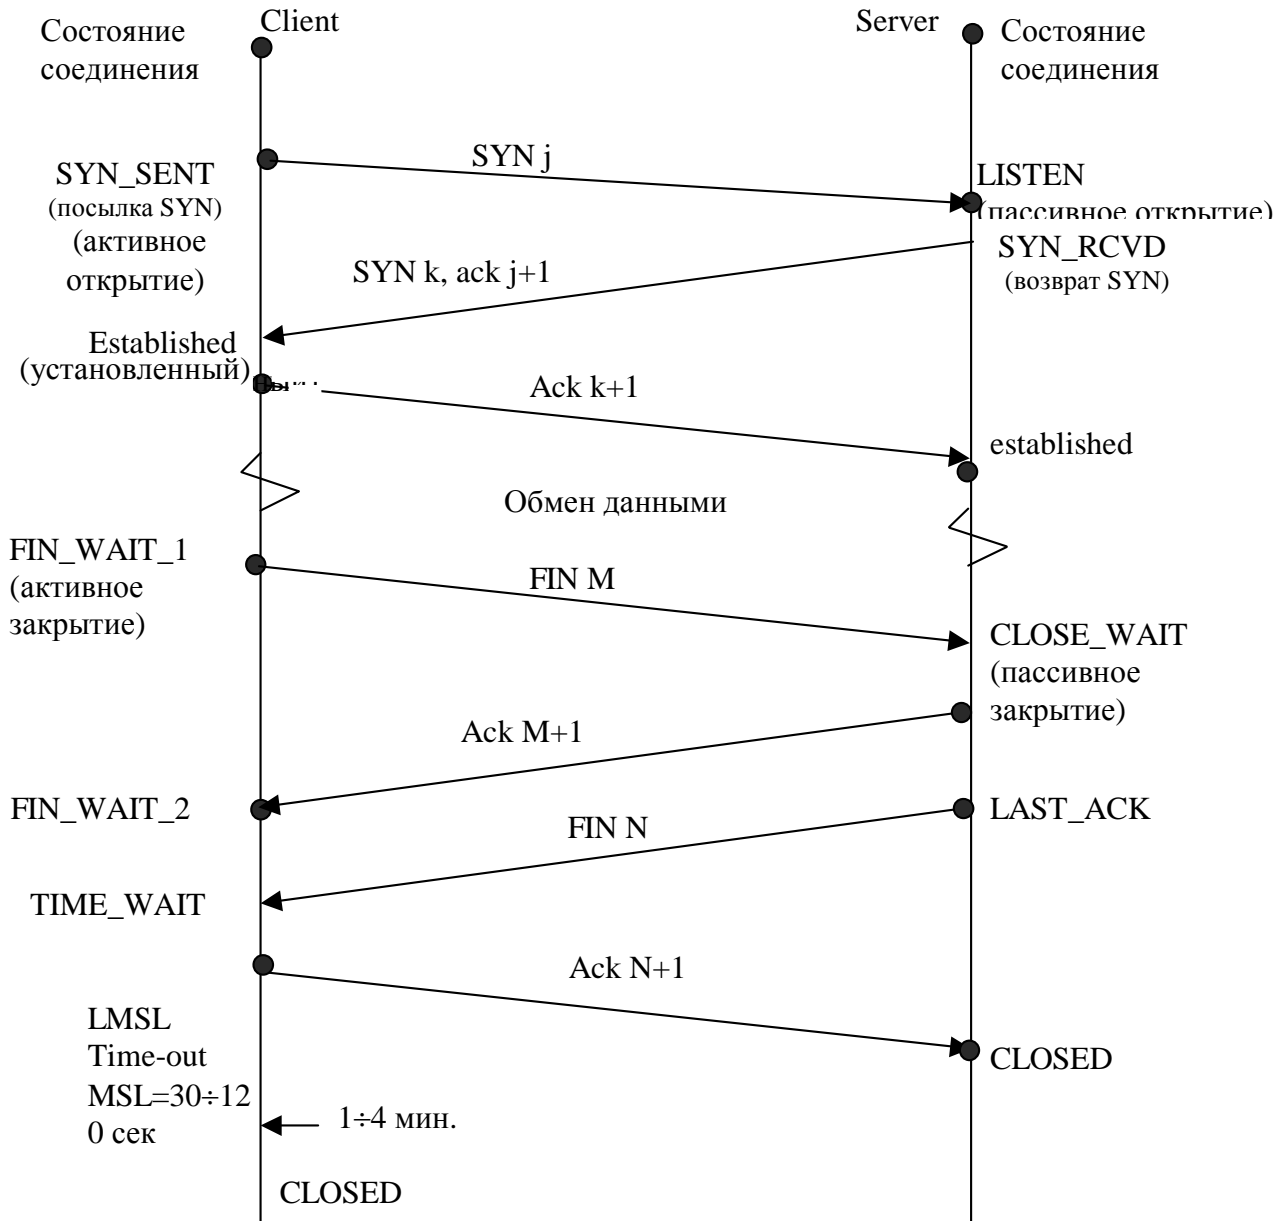 Состояние
соединения
Client
Server
Состояние
соединения
SYN j
SYN_SENT
(посылка SYN)
(активное
открытие)
LISTEN
(пассивное открытие)
SYN_RCVD
(возврат SYN)
SYN k, ack j+1
Established
(установленный)
Ack k+1
established
Обмен данными
FIN_WAIT_1
(активное
закрытие)
FIN M
CLOSE_WAIT
(пассивное
закрытие)
Ack M+1
FIN_WAIT_2
LAST_ACK
FIN N
TIME_WAIT
Ack N+1
LMSL
Time-out
MSL=30÷12
0 сек
CLOSED
1÷4 мин.
CLOSED